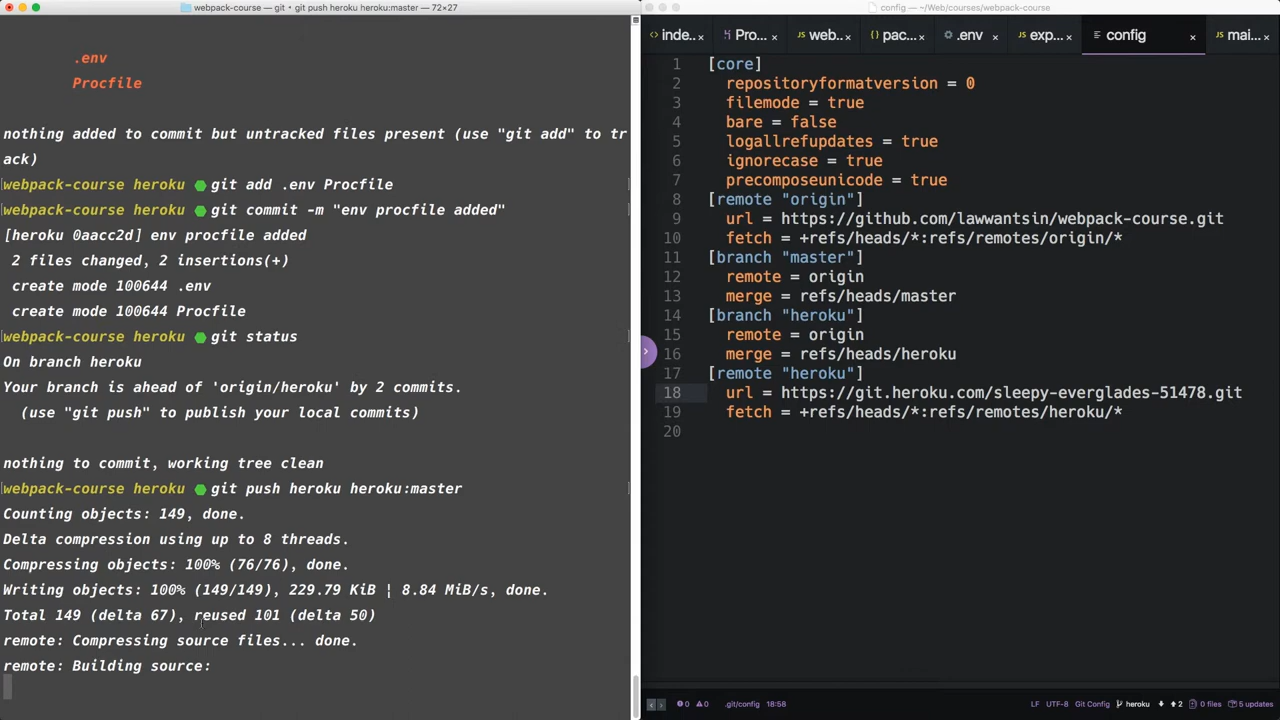 webpack-course — git • git push heroku heroku:master — 72×27
.env
Procfile
nothing added to commit but untracked files present (use "git add" to tr
ack)
webpack-course heroku git add .env Procfile
webpack-course heroku git commit -m "env procfile added"
[heroku 0aacc2d] env procfile added
2 files changed, 2 insertions(+)
create mode 100644 .env
create mode 100644 Procfile
webpack-course heroku git status
On branch heroku
Your branch is ahead of 'origin/heroku' by 2 commits.
(use "git push" to publish your local commits)
nothing to commit, working tree clean
webpack-course heroku git push heroku heroku:master
Counting objects: 149, done.
Delta compression using up to 8 threads.
Compressing objects: 100% (76/76), done.
Writing objects: 100% (149/149), 229.79 KiB | 8.84 MiB/s, done.
Total 149 (delta 67), reused 101 (delta 50)
remote: Compressing source files... done.
remote: Building source:
config — ~/Web/courses/webpack-course
inde.. Pro... web.. pac... .env exp... config mai...
1 [core]
2 repositoryformatversion = 0
3 filemode = true
4 bare = false
5 logallrefupdates = true
6 ignorecase = true
7 precomposeunicode = true
8 [remote "origin"]
9 url = https://github.com/lawwantsin/webpack-course.git
10 fetch = +refs/heads/*:refs/remotes/origin/*
11 [branch "master"]
12 remote = origin
13 merge = refs/heads/master
14 [branch "heroku"]
15 remote = origin
16 merge = refs/heads/heroku
17 [remote "heroku"]
18 url = https://git.heroku.com/sleepy-everglades-51478.git
19 fetch = +refs/heads/*:refs/remotes/heroku/*
20
0 0 .git/config 18:58 LF UTF-8 Git Config heroku 2 0 files 5 updates